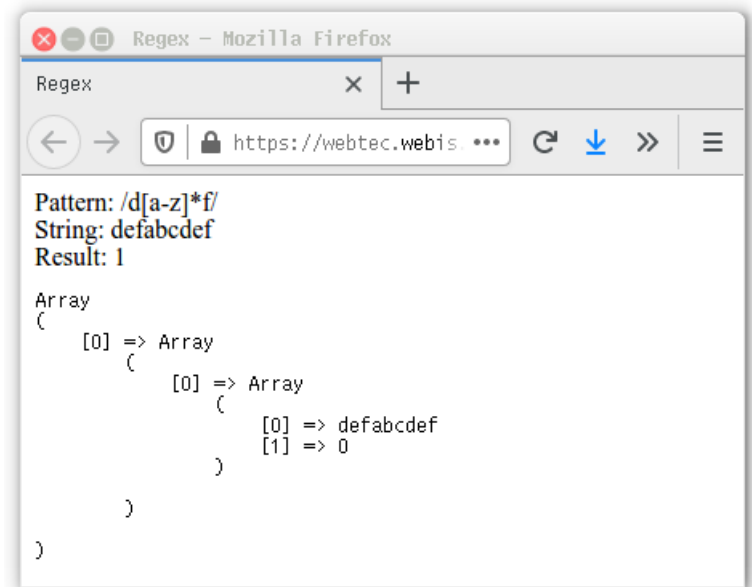 Regex – Mozilla Firefox
Regex
https://webtec.webis.
Pattern: /d[a-z]*f/
String: defabcdef
Result: 1
Array
(
    [0] => Array
        (
            [0] => Array
                (
                    [0] => defabcdef
                    [1] => 0
                )

        )

)